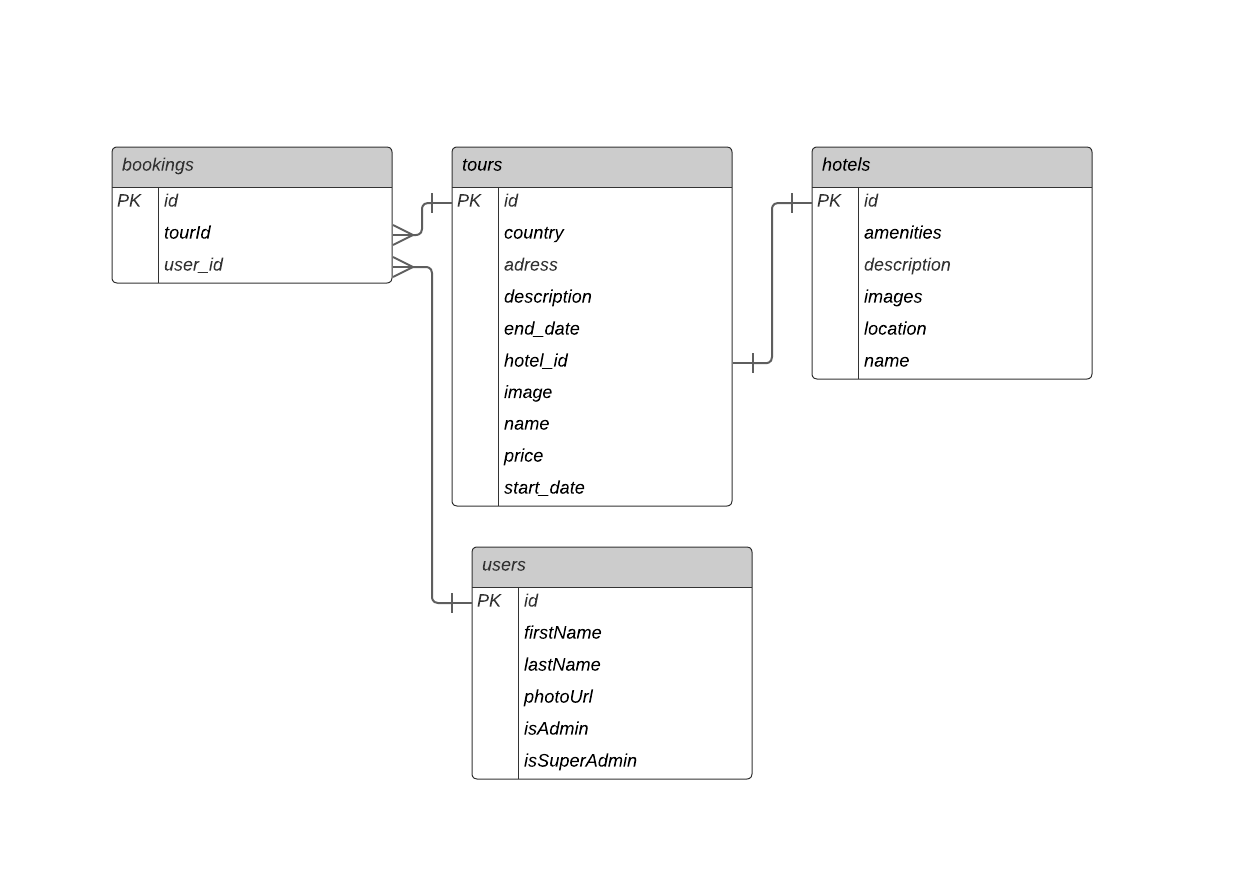 bookings
PK id
tourId
user_id
tours
PK id
country
adress
description
end_date
hotel_id
image
name
price
start_date
hotels
PK id
amenities
description
images
location
name
users
PK id
firstName
lastName
photoUrl
isAdmin
isSuperAdmin